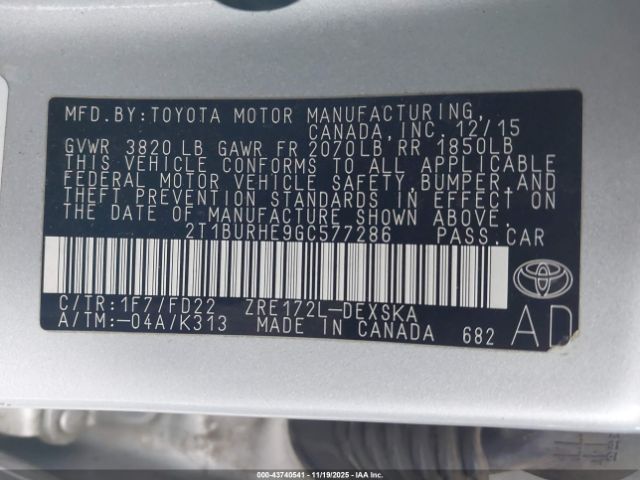 MFD. BY: TOYOTA MOTOR MANUFACTURING,
CANADA, INC. 12/15
GVWR 3820 LB GAWR FR 2070LB RR 1850LB
THIS VEHICLE CONFORMS TO ALL APPLICABLE
FEDERAL MOTOR VEHICLE SAFETY, BUMPER, AND
THEFT PREVENTION STANDARDS IN EFFECT ON
THE DATE OF MANUFACTURE SHOWN ABOVE.
2T1BURHE9GC577286 PASS. CAR
C/TR: 1F7/FD22 ZRE172L-DEXSKA
A/TM: -04A/K313 MADE IN CANADA 682
AD
000-43740541 - 11/19/2025 - IAAI.COM